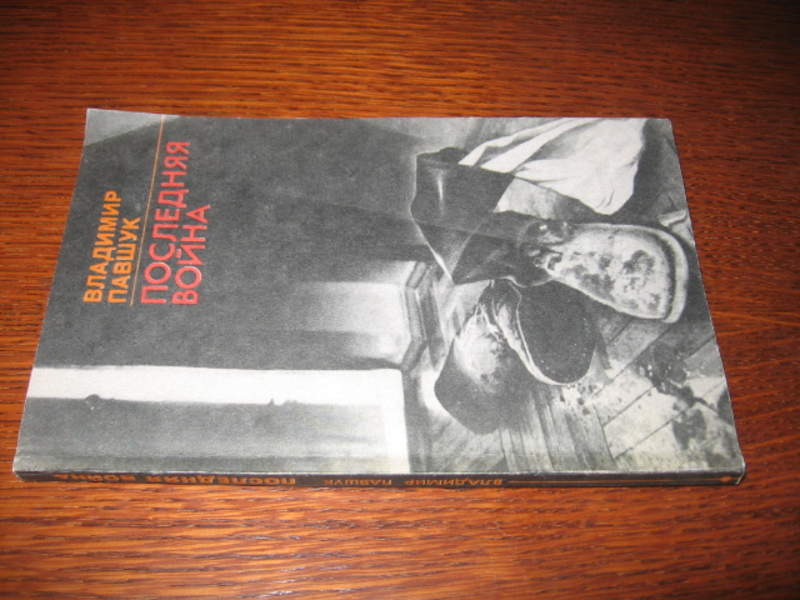 ВЛАДИМИР
ПАВШУК
ПОСЛЕДНЯЯ
ВОЙНА
ВЛАДИМИР ПАВШУК ПОСЛЕДНЯЯ ВОЙНА